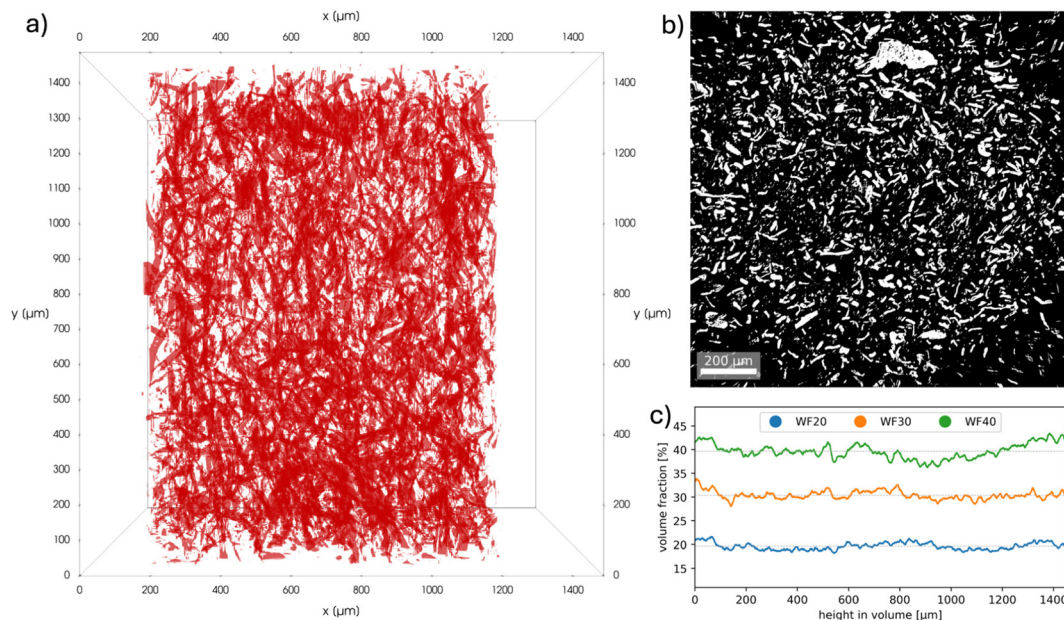 a)
x (µm)
0 200 400 600 800 1000 1200 1400
1400 1400
1300
1200 1200
1100
1000 1000
900
800 800
y (µm) 700 y (µm)
600 600
500
400 400
300
200 200
100
0 0
0 200 400 600 800 1000 1200 1400
x (µm)
b)
200 µm
c)
WF20 WF30 WF40
volume fraction [%]
45
40
35
30
25
20
15
0 200 400 600 800 1000 1200 1400
height in volume [µm]